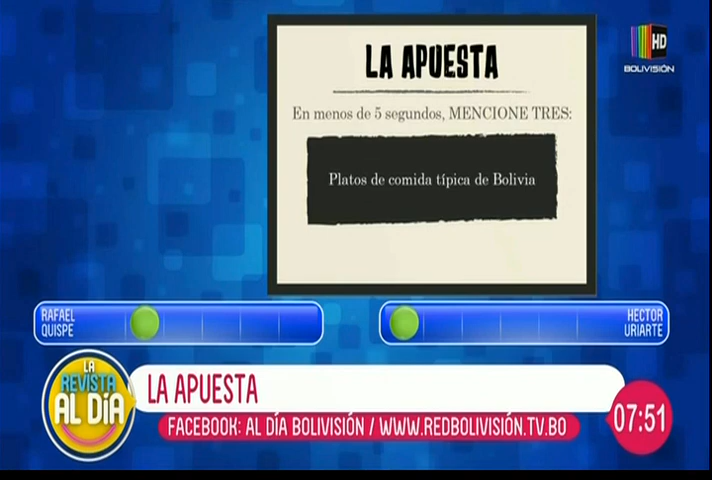 LA APUESTA
HD
BOLIVISIÓN
En menos de 5 segundos, MENCIONE TRES:
Platos de comida típica de Bolivia
RAFAEL
QUISPE
HECTOR
URIARTE
LA
REVISTA
AL DÍA
LA APUESTA
FACEBOOK: AL DÍA BOLIVISIÓN / WWW.REDBOLIVISIÓN.TV.BO
07:51